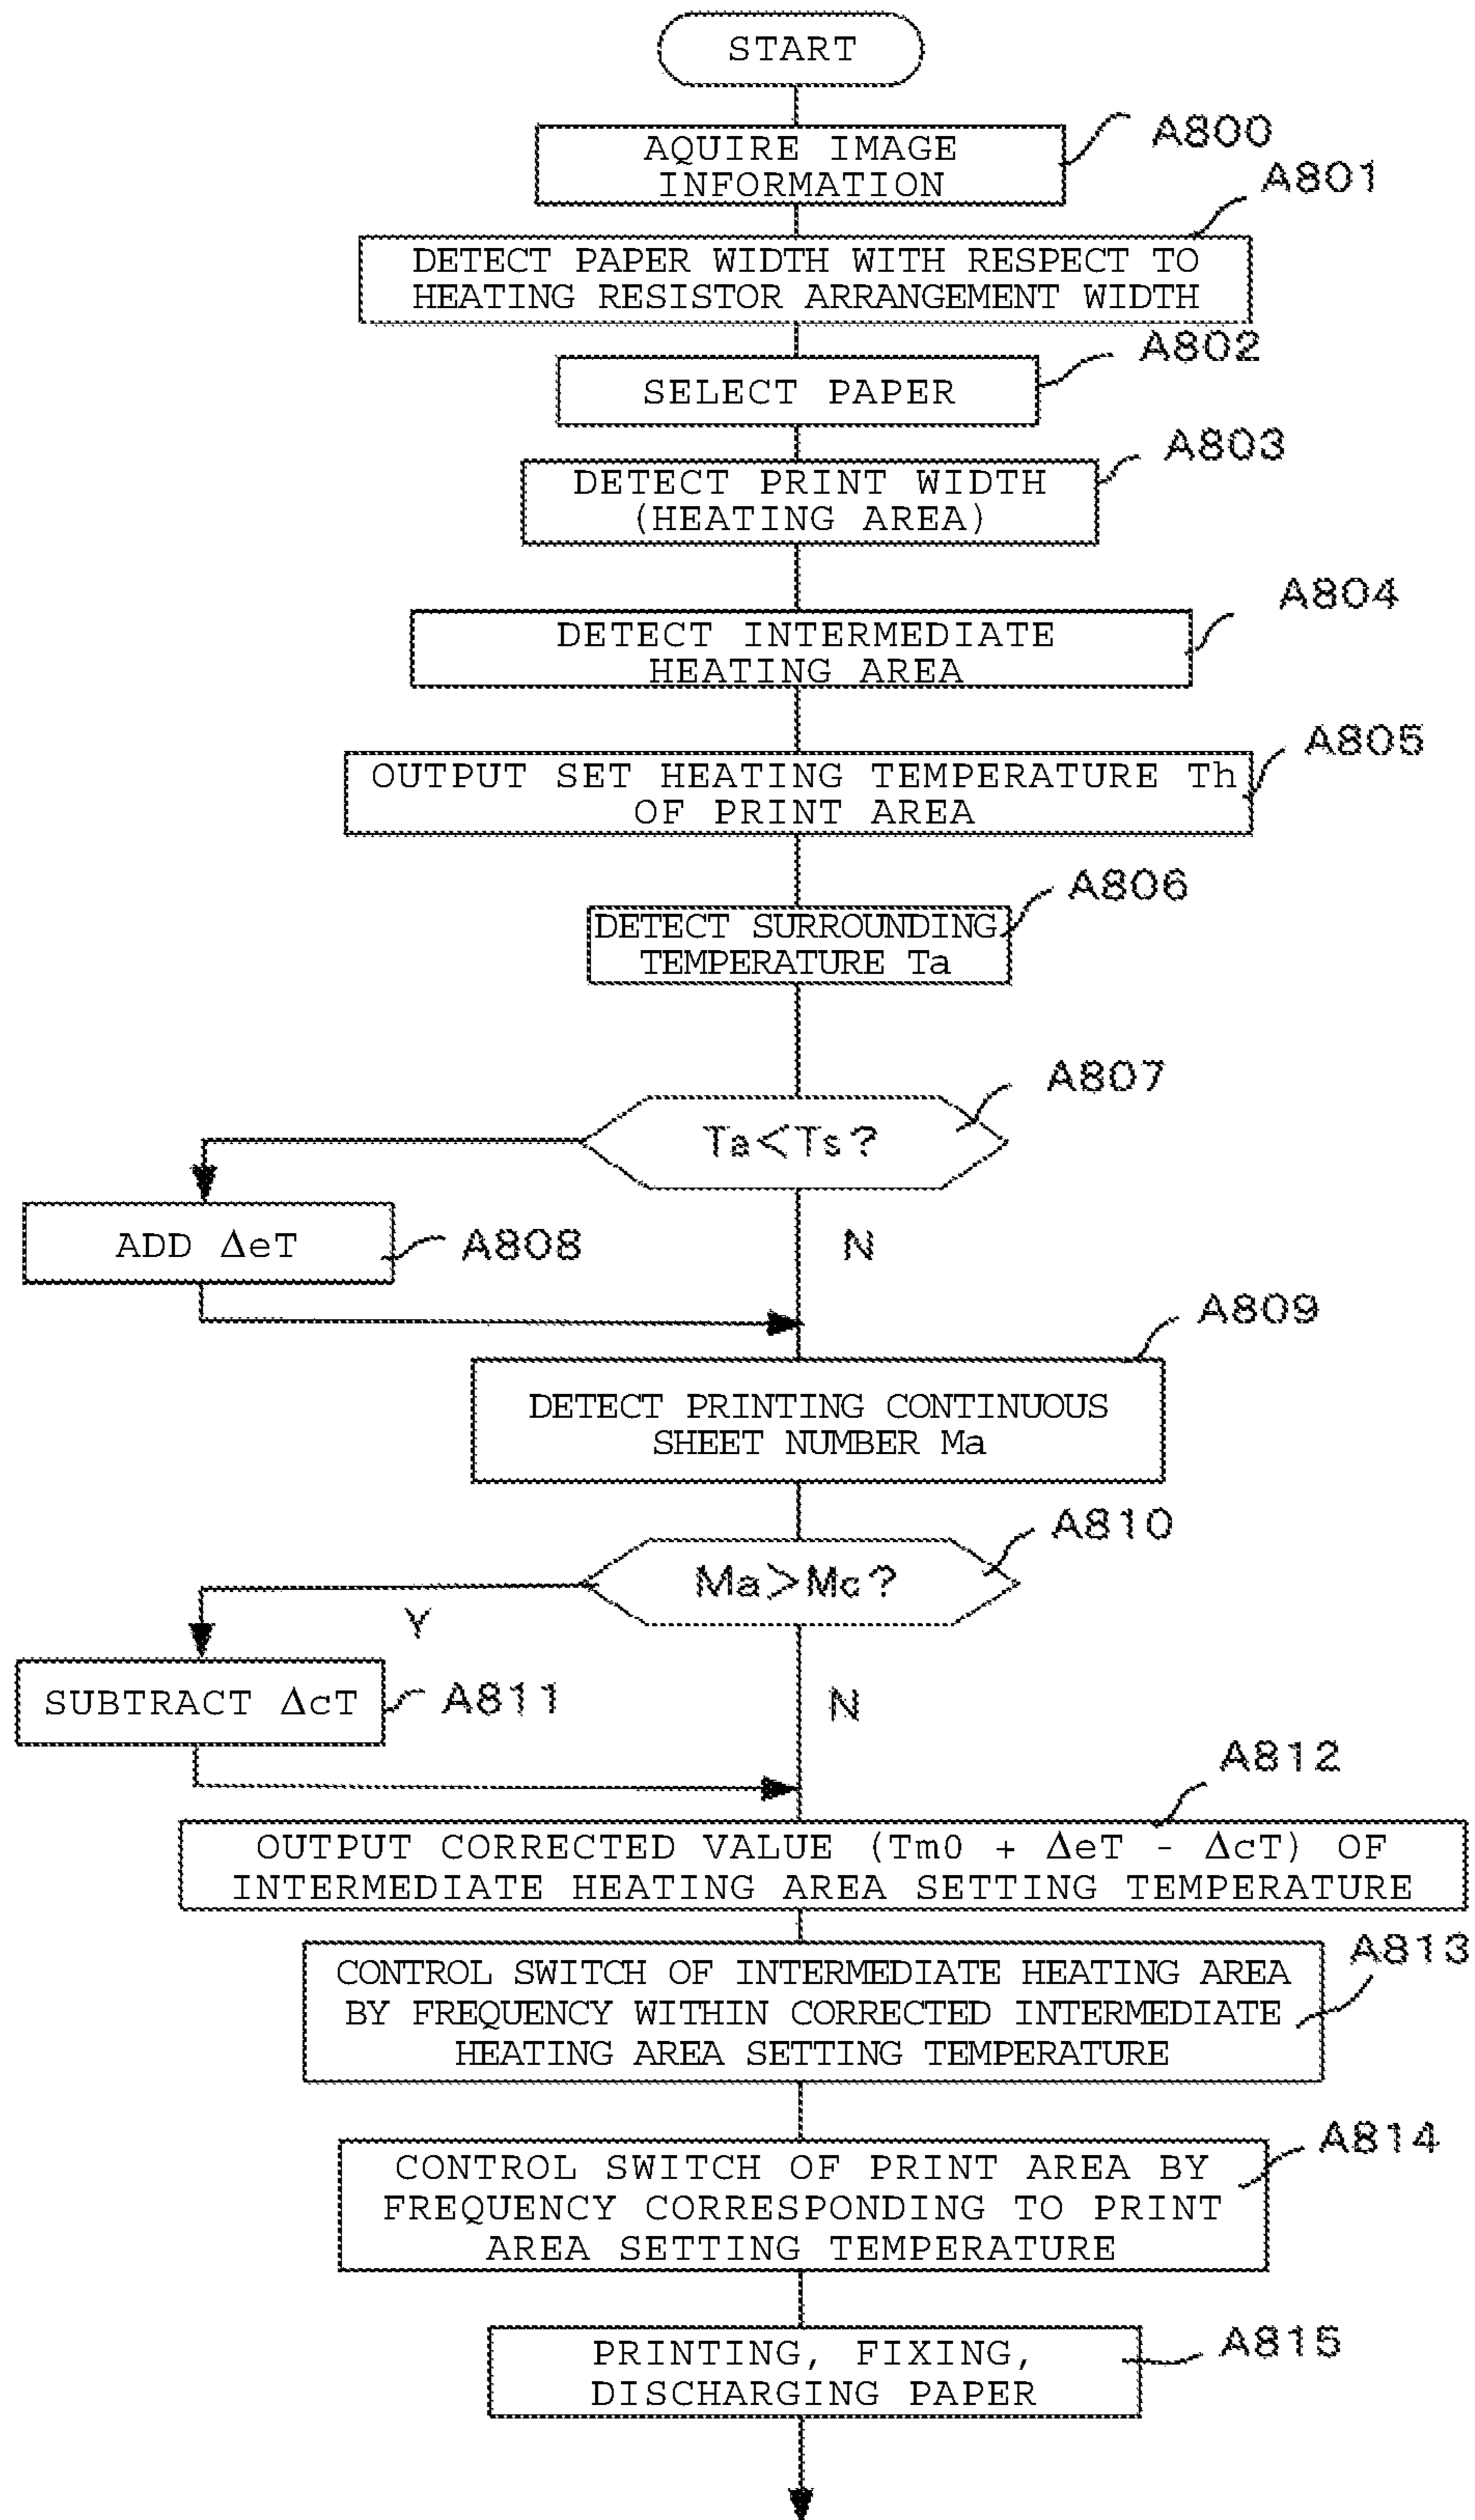 START
AQUIRE IMAGE
INFORMATION
A800
DETECT PAPER WIDTH WITH RESPECT TO
HEATING RESISTOR ARRANGEMENT WIDTH
A801
SELECT PAPER
A802
DETECT PRINT WIDTH
(HEATING AREA)
A803
DETECT INTERMEDIATE
HEATING AREA
A804
OUTPUT SET HEATING TEMPERATURE Th
OF PRINT AREA
A805
DETECT SURROUNDING
TEMPERATURE Ta
A806
Ta<Ts?
A807
ADD ΔeT
A808
N
DETECT PRINTING CONTINUOUS
SHEET NUMBER Ma
A809
Ma>Mc?
A810
Y
SUBTRACT ΔcT
A811
N
OUTPUT CORRECTED VALUE (Tm0 + ΔeT - ΔcT) OF
INTERMEDIATE HEATING AREA SETTING TEMPERATURE
A812
CONTROL SWITCH OF INTERMEDIATE HEATING AREA
BY FREQUENCY WITHIN CORRECTED INTERMEDIATE
HEATING AREA SETTING TEMPERATURE
A813
CONTROL SWITCH OF PRINT AREA BY
FREQUENCY CORRESPONDING TO PRINT
AREA SETTING TEMPERATURE
A814
PRINTING, FIXING,
DISCHARGING PAPER
A815